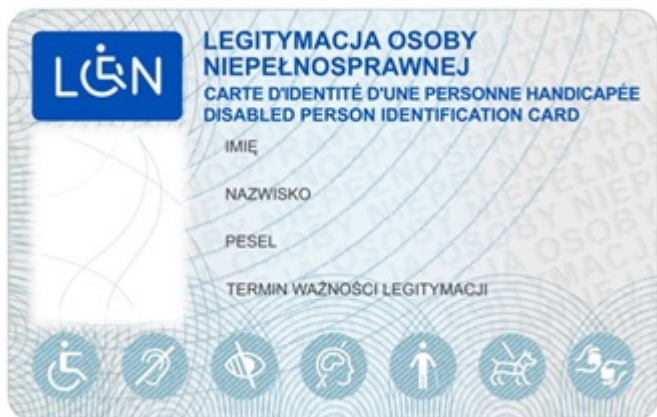 LEGITYMACJA OSOBY
NIEPEŁNOSPRAWNEJ
CARTE D'IDENTITÉ D'UNE PERSONNE HANDICAPÉE
DISABLED PERSON IDENTIFICATION CARD
IMIĘ
NAZWISKO
PESEL
TERMIN WAŻNOŚCI LEGITYMACJI